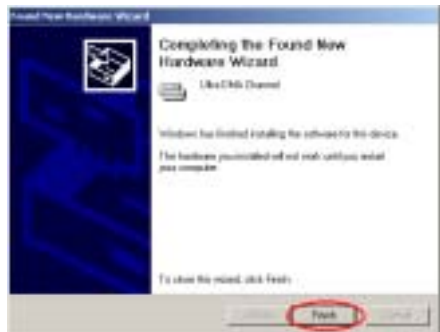 Found New Hardware Wizard
Completing the Found New
Hardware Wizard
Ultra DMA Channel
Windows has finished installing the software for this device.
The hardware you installed will not work until you restart
your computer.
To close this wizard, click Finish.
Finish
Cancel